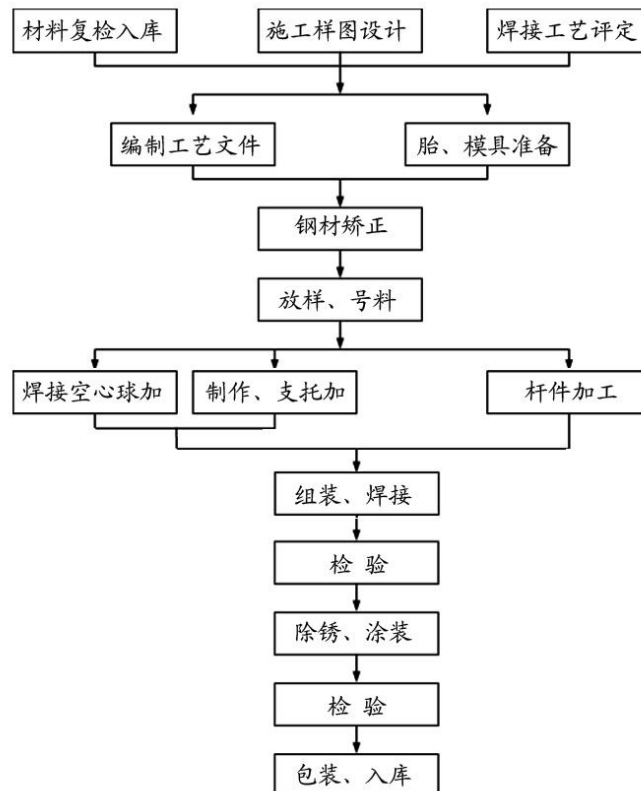 材料复检入库
施工样图设计
焊接工艺评定
编制工艺文件
胎、模具准备
钢材矫正
放样、号料
焊接空心球加
制作、支托加
杆件加工
组装、焊接
检 验
除锈、涂装
检 验
包装、入库